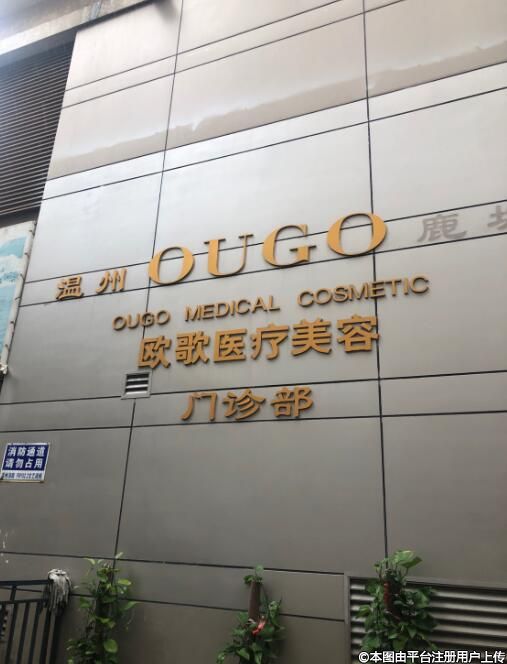 温州 OUGO 鹿城
OUGO MEDICAL COSMETIC
欧歌医疗美容
门诊部
消防通道
请勿占用
©本图由平台注册用户上传